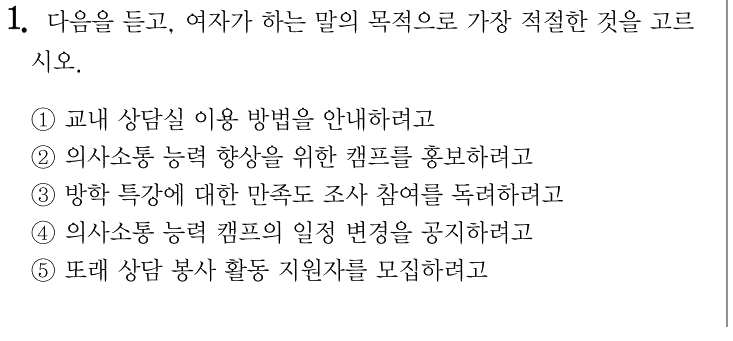 1. 다음을 듣고, 여자가 하는 말의 목적으로 가장 적절한 것을 고르
시오.
① 교내 상담실 이용 방법을 안내하려고
② 의사소통 능력 향상을 위한 캠프를 홍보하려고
③ 방학 특강에 대한 만족도 조사 참여를 독려하려고
④ 의사소통 능력 캠프의 일정 변경을 공지하려고
⑤ 또래 상담 봉사 활동 지원자를 모집하려고